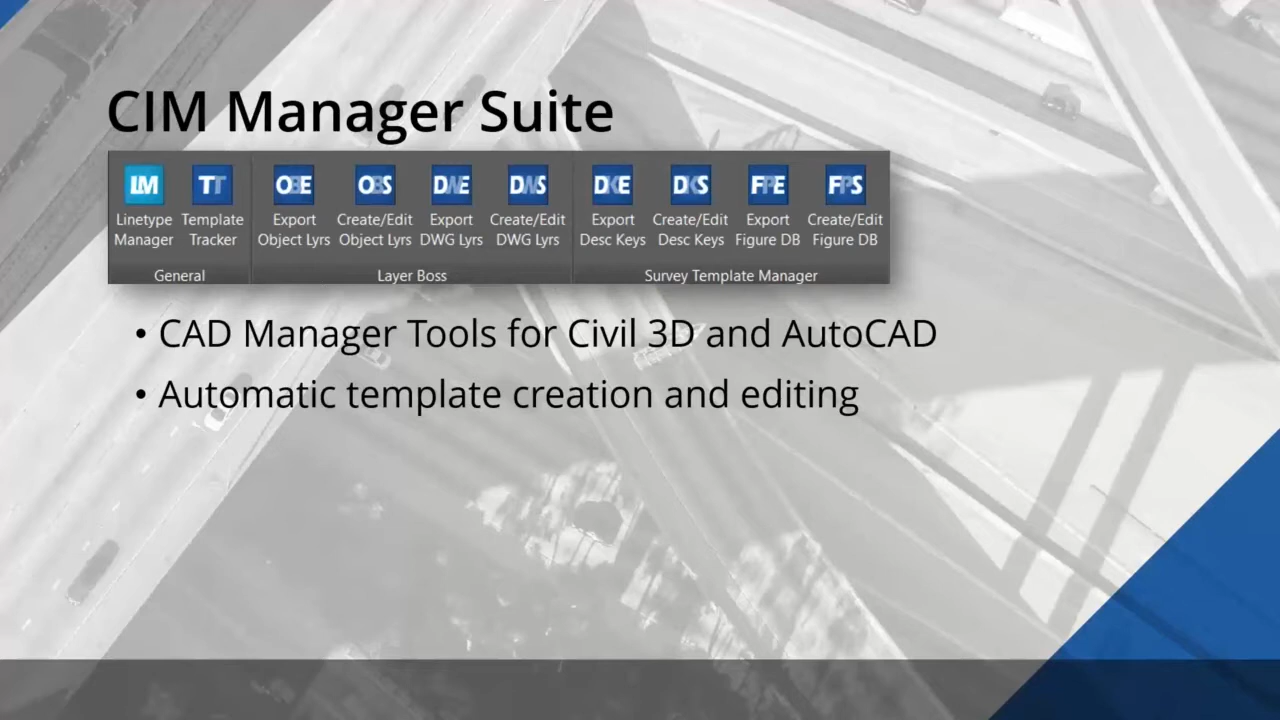 CIM Manager Suite
LM TT OBE OBS DWE DWS DKE DKS FPE FPS
Linetype Template Export Create/Edit Export Create/Edit Export Create/Edit Export Create/Edit
Manager Tracker Object Lyrs Object Lyrs DWG Lyrs DWG Lyrs Desc Keys Desc Keys Figure DB Figure DB
General Layer Boss Survey Template Manager
• CAD Manager Tools for Civil 3D and AutoCAD
• Automatic template creation and editing